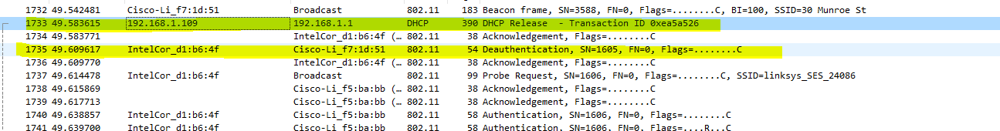 1732 49.542481 Cisco-Li_f7:1d:51 Broadcast 802.11 183 Beacon frame, SN=3588, FN=0, Flags=........C, BI=100, SSID=30 Munroe St
1733 49.583615 192.168.1.109 192.168.1.1 DHCP 390 DHCP Release - Transaction ID 0xea5a526
1734 49.583771 IntelCor_d1:b6:4f (… 802.11 38 Acknowledgement, Flags=........C
1735 49.609617 IntelCor_d1:b6:4f Cisco-Li_f7:1d:51 802.11 54 Deauthentication, SN=1605, FN=0, Flags=........C
1736 49.609770 IntelCor_d1:b6:4f (… 802.11 38 Acknowledgement, Flags=........C
1737 49.614478 IntelCor_d1:b6:4f Broadcast 802.11 99 Probe Request, SN=1606, FN=0, Flags=........C, SSID=linksys_SES_24086
1738 49.615869 Cisco-Li_f5:ba:bb (… 802.11 38 Acknowledgement, Flags=........C
1739 49.617713 Cisco-Li_f5:ba:bb (… 802.11 38 Acknowledgement, Flags=........C
1740 49.638857 IntelCor_d1:b6:4f Cisco-Li_f5:ba:bb 802.11 58 Authentication, SN=1606, FN=0, Flags=........C
1741 49.639700 IntelCor_d1:b6:4f Cisco-Li_f5:ba:bb 802.11 58 Authentication, SN=1606, FN=0, Flags=....R...C